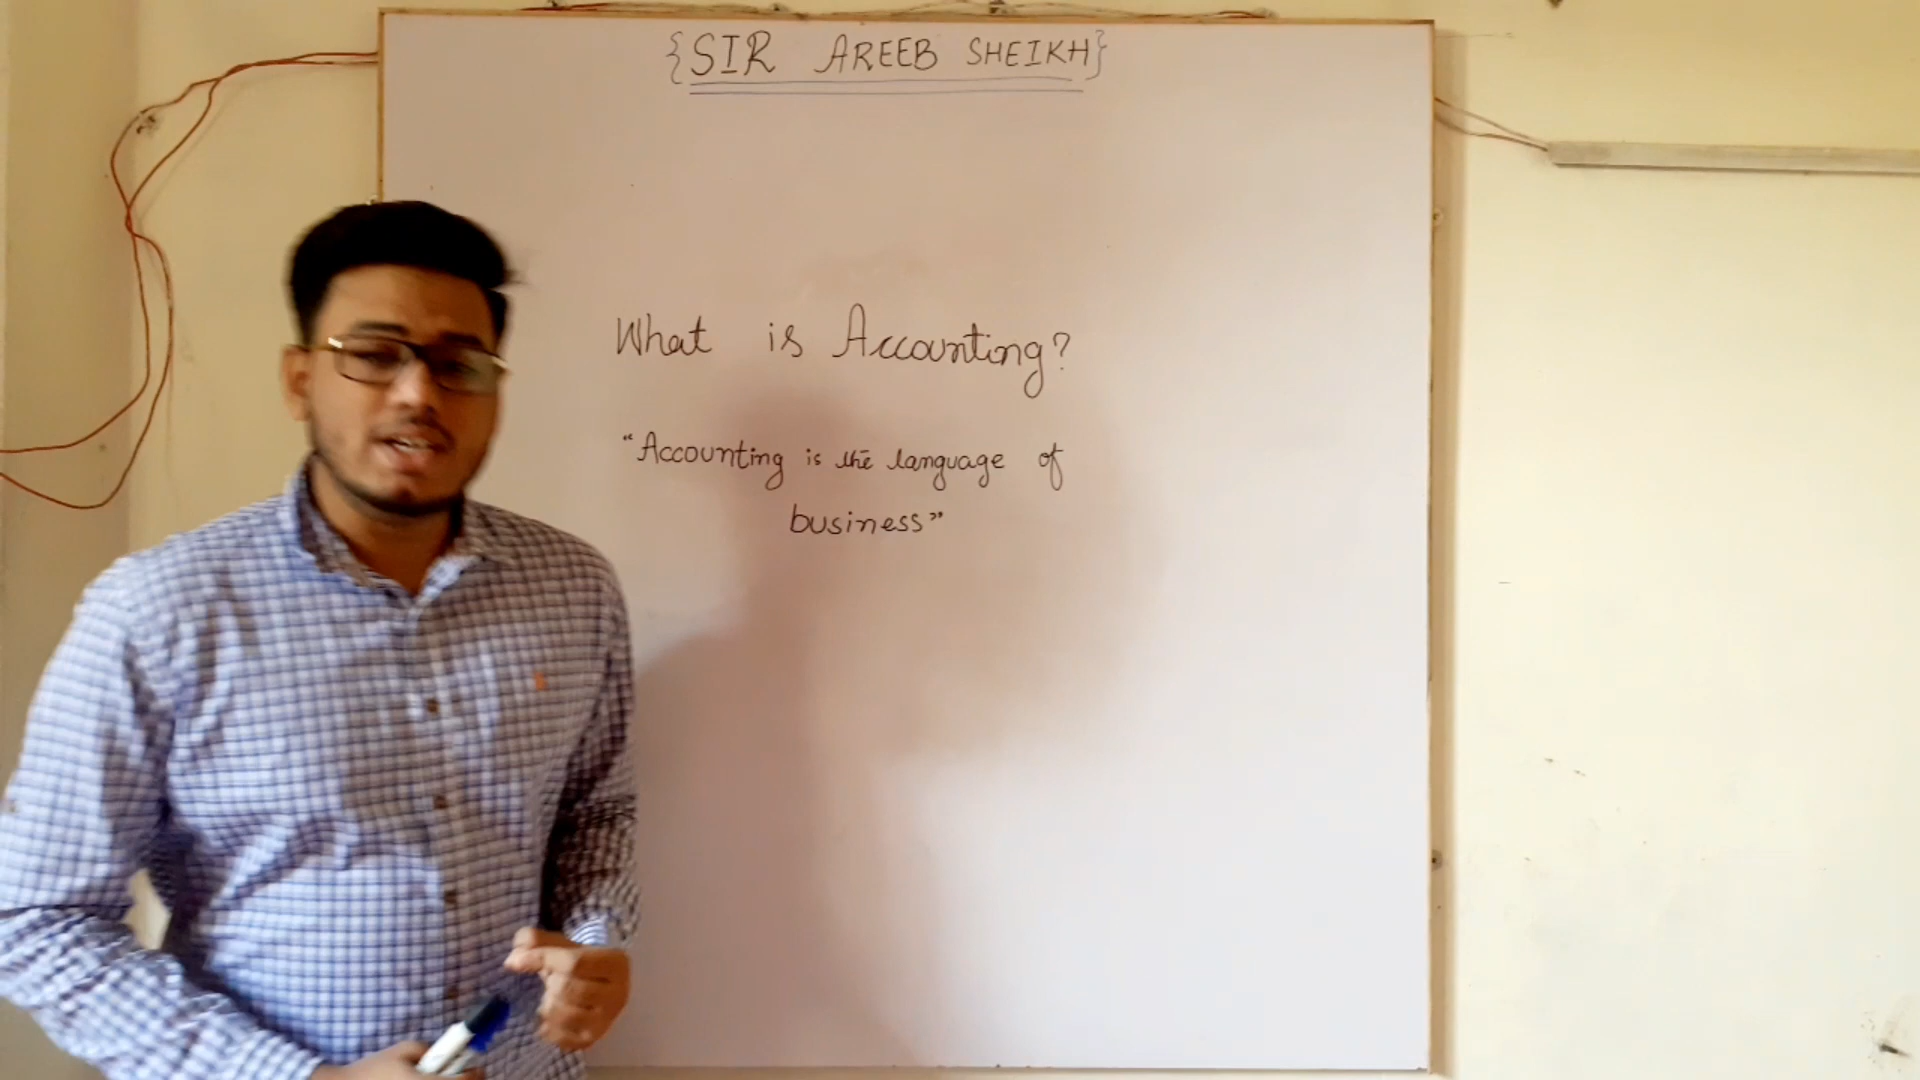 {SIR AREEB SHEIKH}
What is Accounting?
“Accounting is the language of
business”